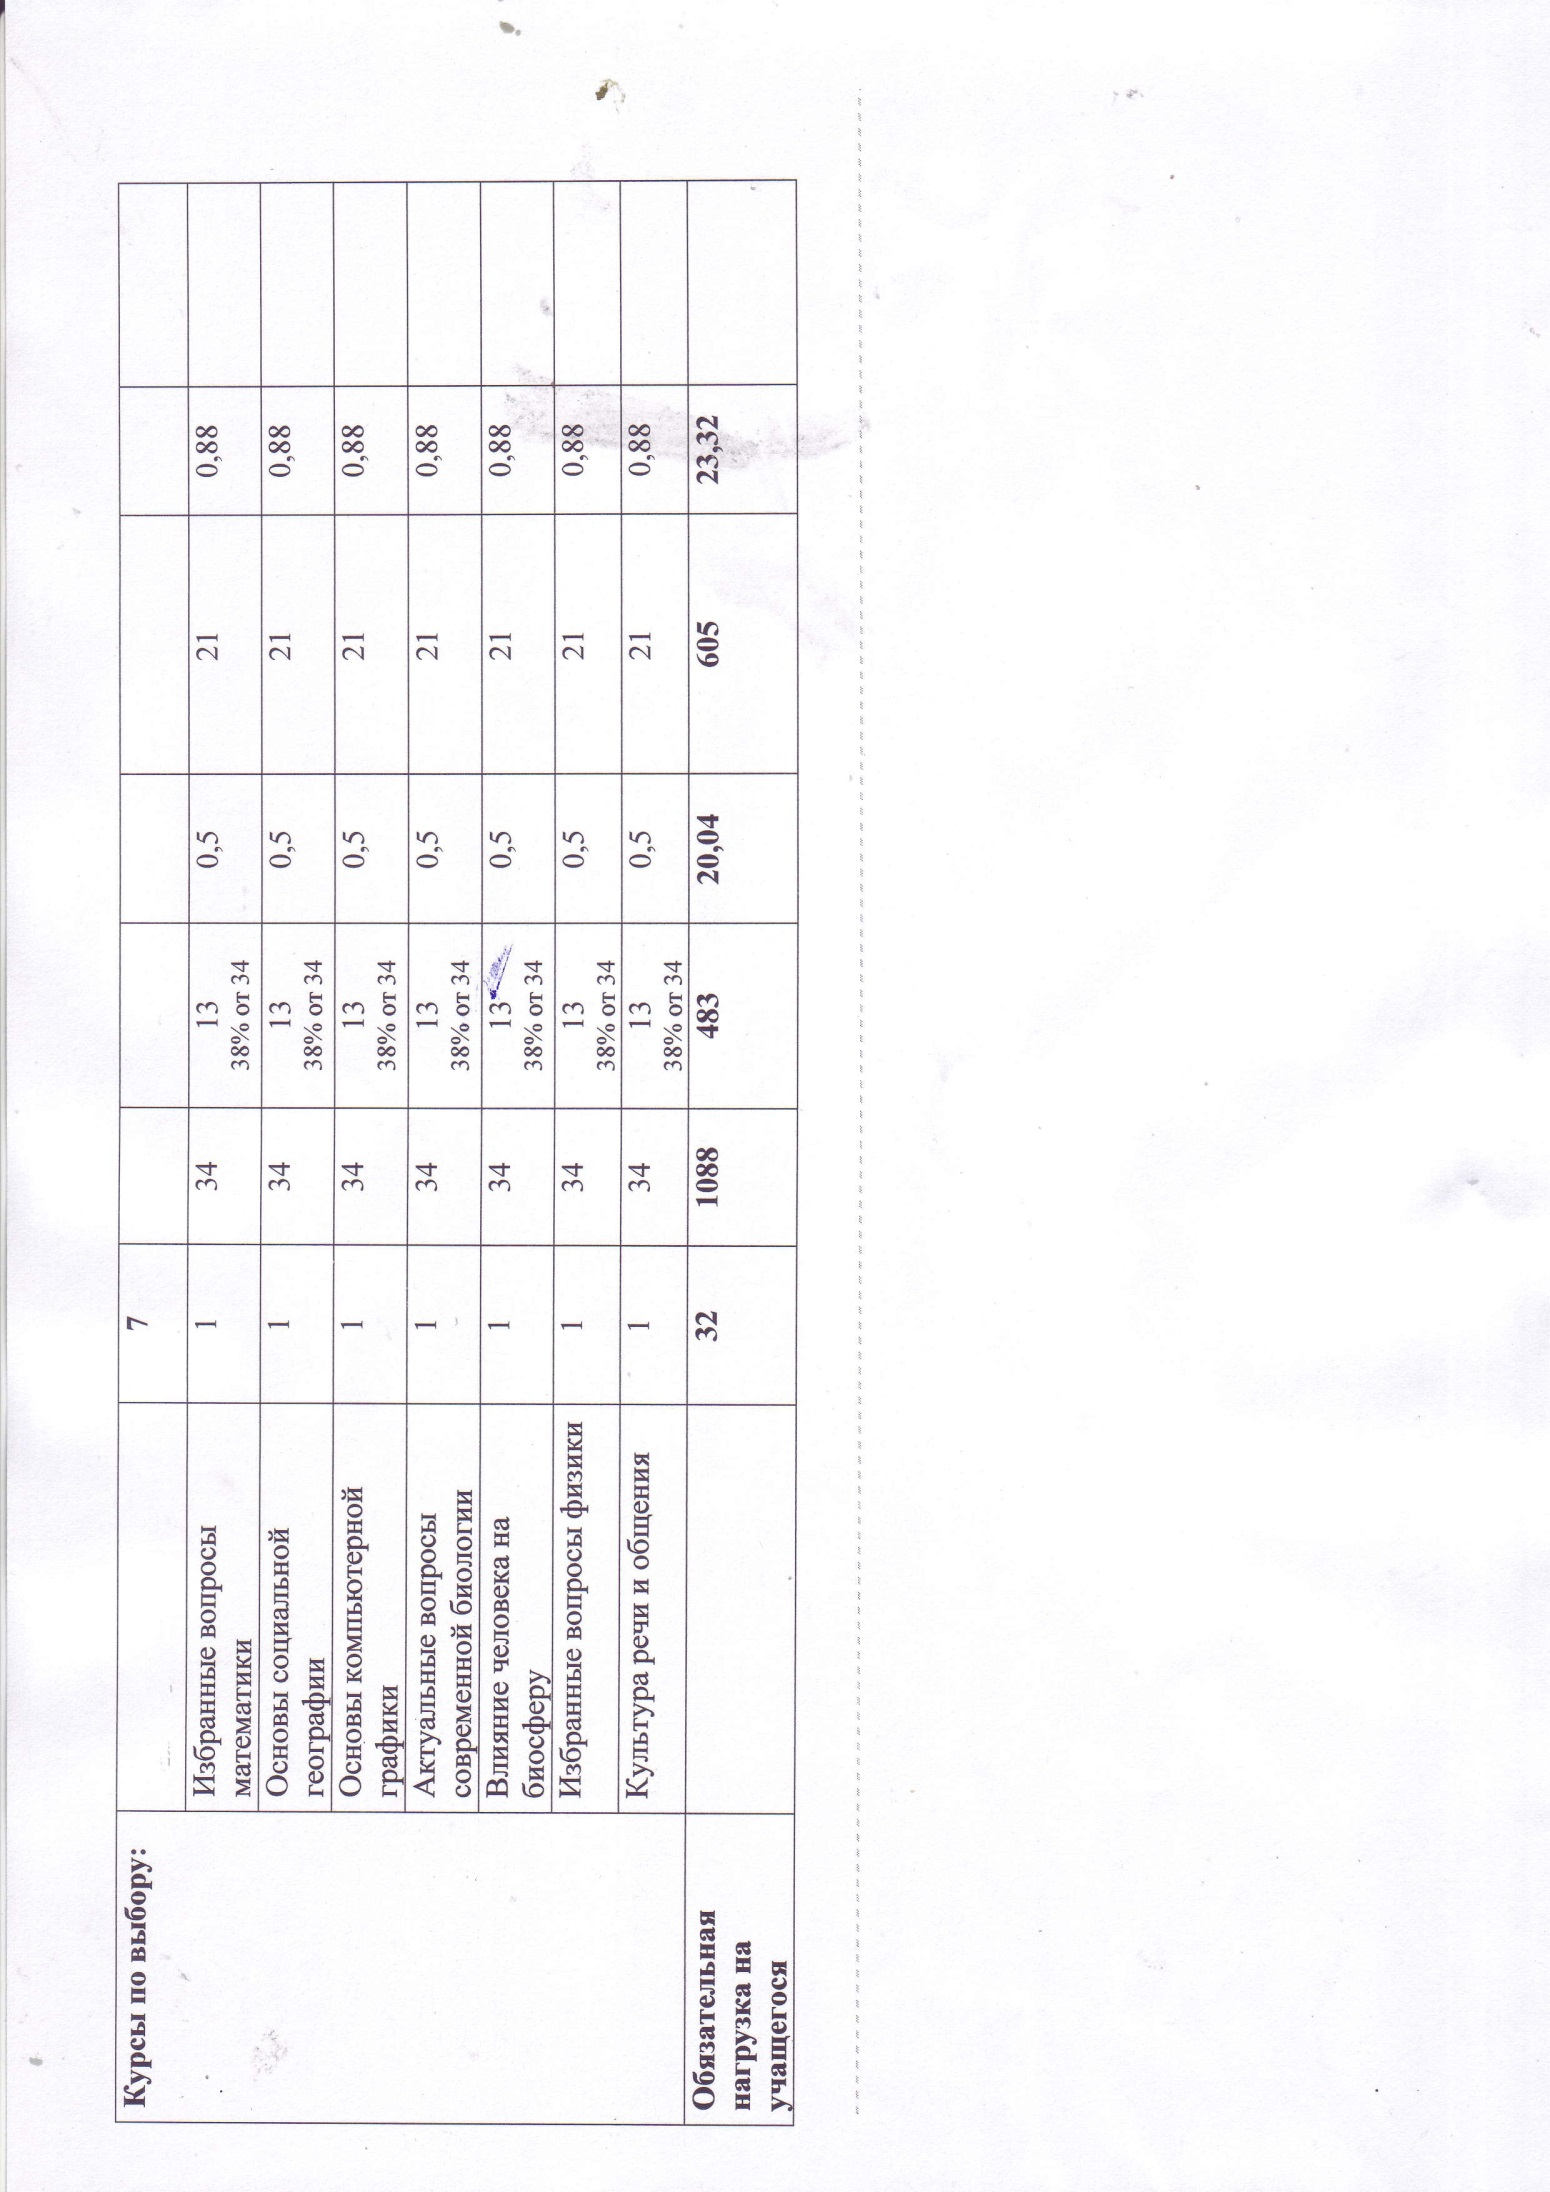 Курсы по выбору: 7
Избранные вопросы 1 34 13 0,5 21 0,88
математики 38% от 34
Основы социальной 1 34 13 0,5 21 0,88
географии 38% от 34
Основы компьютерной 1 34 13 0,5 21 0,88
графики 38% от 34
Актуальные вопросы 1 34 13 0,5 21 0,88
современной биологии 38% от 34
Влияние человека на 1 34 13 0,5 21 0,88
биосферу 38% от 34
Избранные вопросы физики 1 34 13 0,5 21 0,88
38% от 34
Культура речи и общения 1 34 13 0,5 21 0,88
38% от 34
Обязательная 32 1088 483 20,04 605 23,32
нагрузка на
учащегося